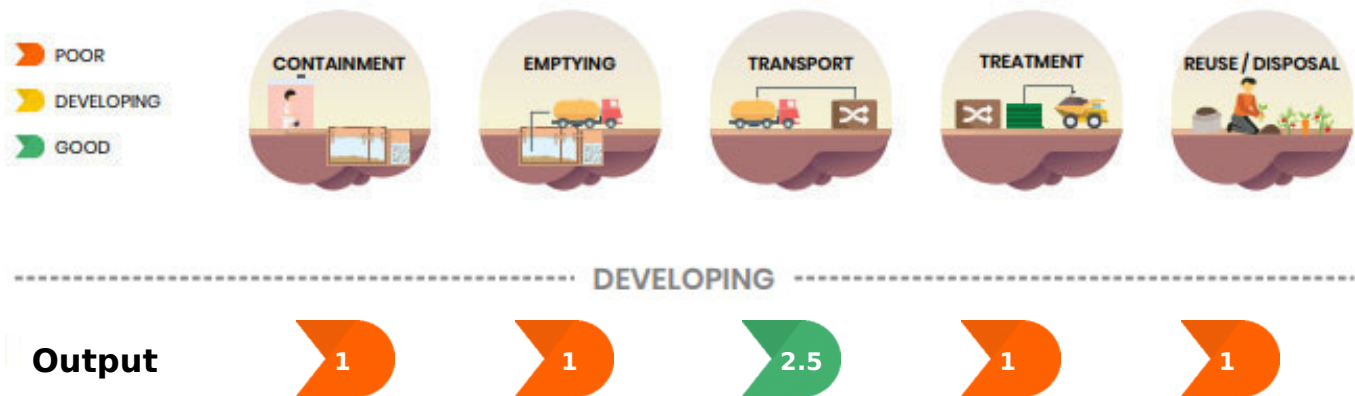 POOR
DEVELOPING
GOOD
CONTAINMENT
EMPTYING
TRANSPORT
TREATMENT
REUSE / DISPOSAL
DEVELOPING
Output 1 1 2.5 1 1